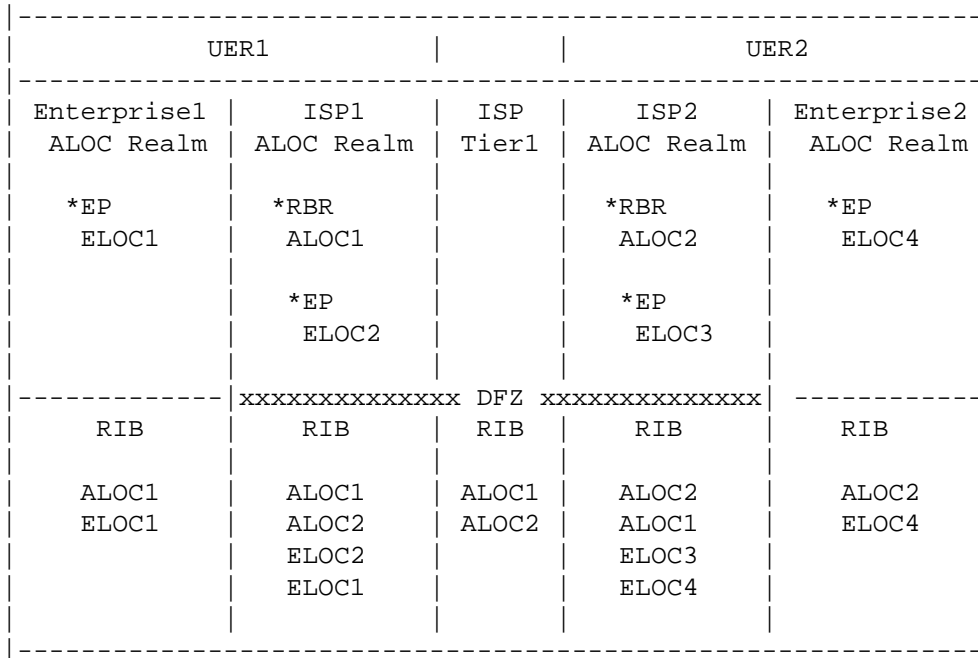 |-------------------------------------------------------------
|          UER1            |       |         UER2
|-------------------------------------------------------------
| Enterprise1 |    ISP1    |  ISP  |    ISP2    | Enterprise2
|  ALOC Realm | ALOC Realm | Tier1 | ALOC Realm |  ALOC Realm
|             |            |       |            |
|   *EP       |  *RBR      |       |  *RBR      |   *EP
|    ELOC1    |   ALOC1    |       |   ALOC2    |    ELOC4
|             |            |       |            |
|             |   *EP      |       |   *EP      |
|             |    ELOC2   |       |    ELOC3   |
|             |            |       |            |
|-------------|xxxxxxxxxxxxxx DFZ xxxxxxxxxxxxxx| ------------
|     RIB     |    RIB     |  RIB  |    RIB     |    RIB
|             |            |       |            |
|    ALOC1    |   ALOC1    | ALOC1 |   ALOC2    |    ALOC2
|    ELOC1    |   ALOC2    | ALOC2 |   ALOC1    |    ELOC4
|             |   ELOC2    |       |   ELOC3    |
|             |   ELOC1    |       |   ELOC4    |
|             |            |       |            |
|-------------------------------------------------------------